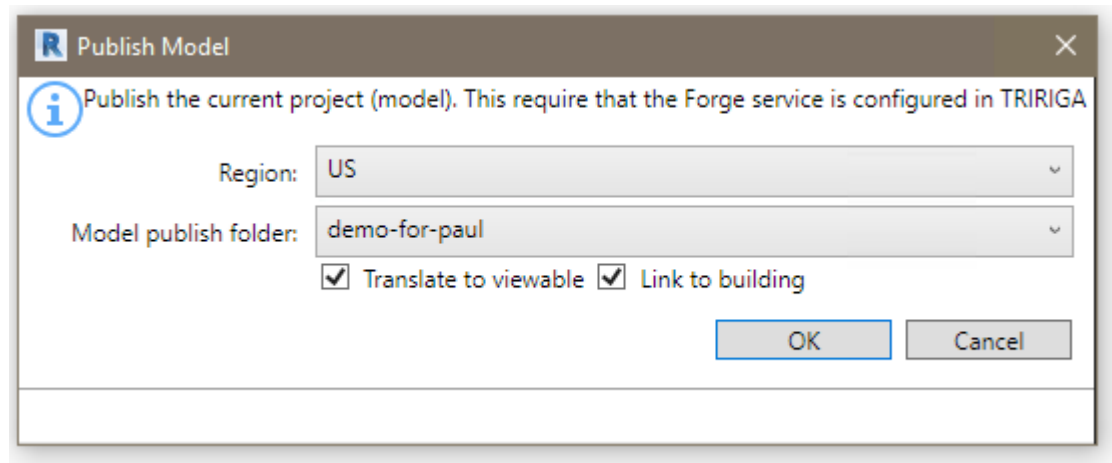 R Publish Model
Publish the current project (model). This require that the Forge service is configured in TRIRIGA
Region: US
Model publish folder: demo-for-paul
Translate to viewable Link to building
OK Cancel